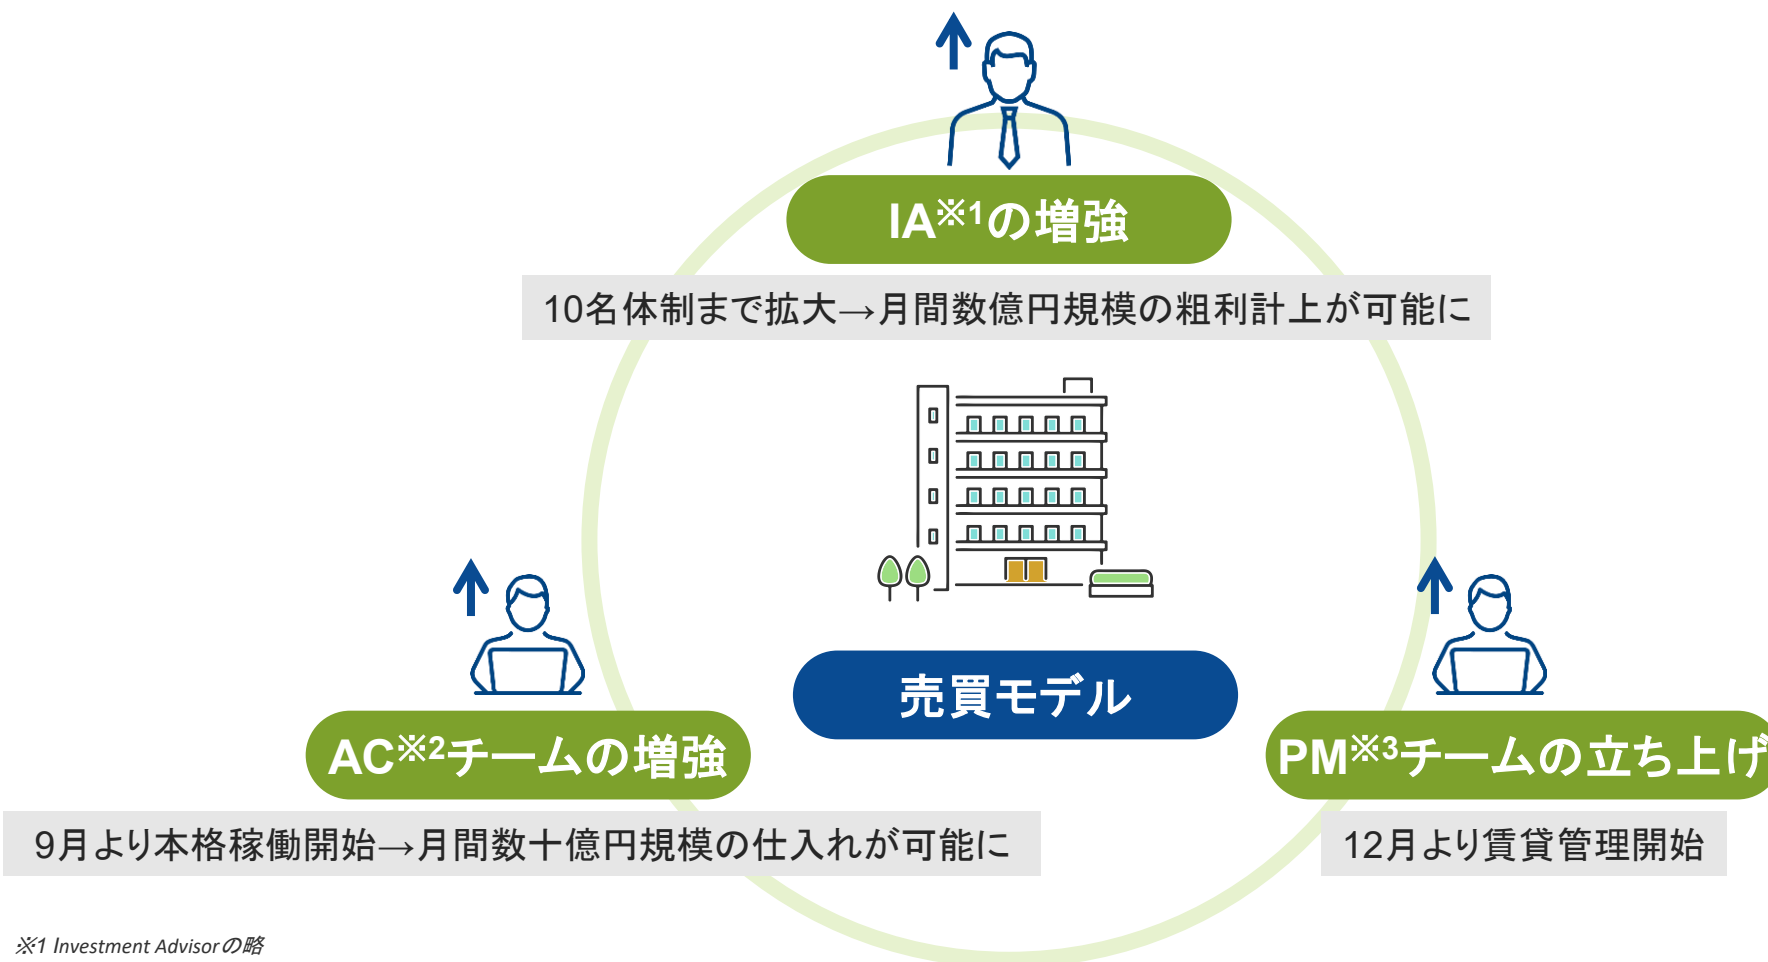 IA※1の増強
10名体制まで拡大→月間数億円規模の粗利計上が可能に
売買モデル
AC※2チームの増強
PM※3チームの立ち上げ
9月より本格稼働開始→月間数十億円規模の仕入れが可能に
12月より賃貸管理開始
※1 Investment Advisorの略